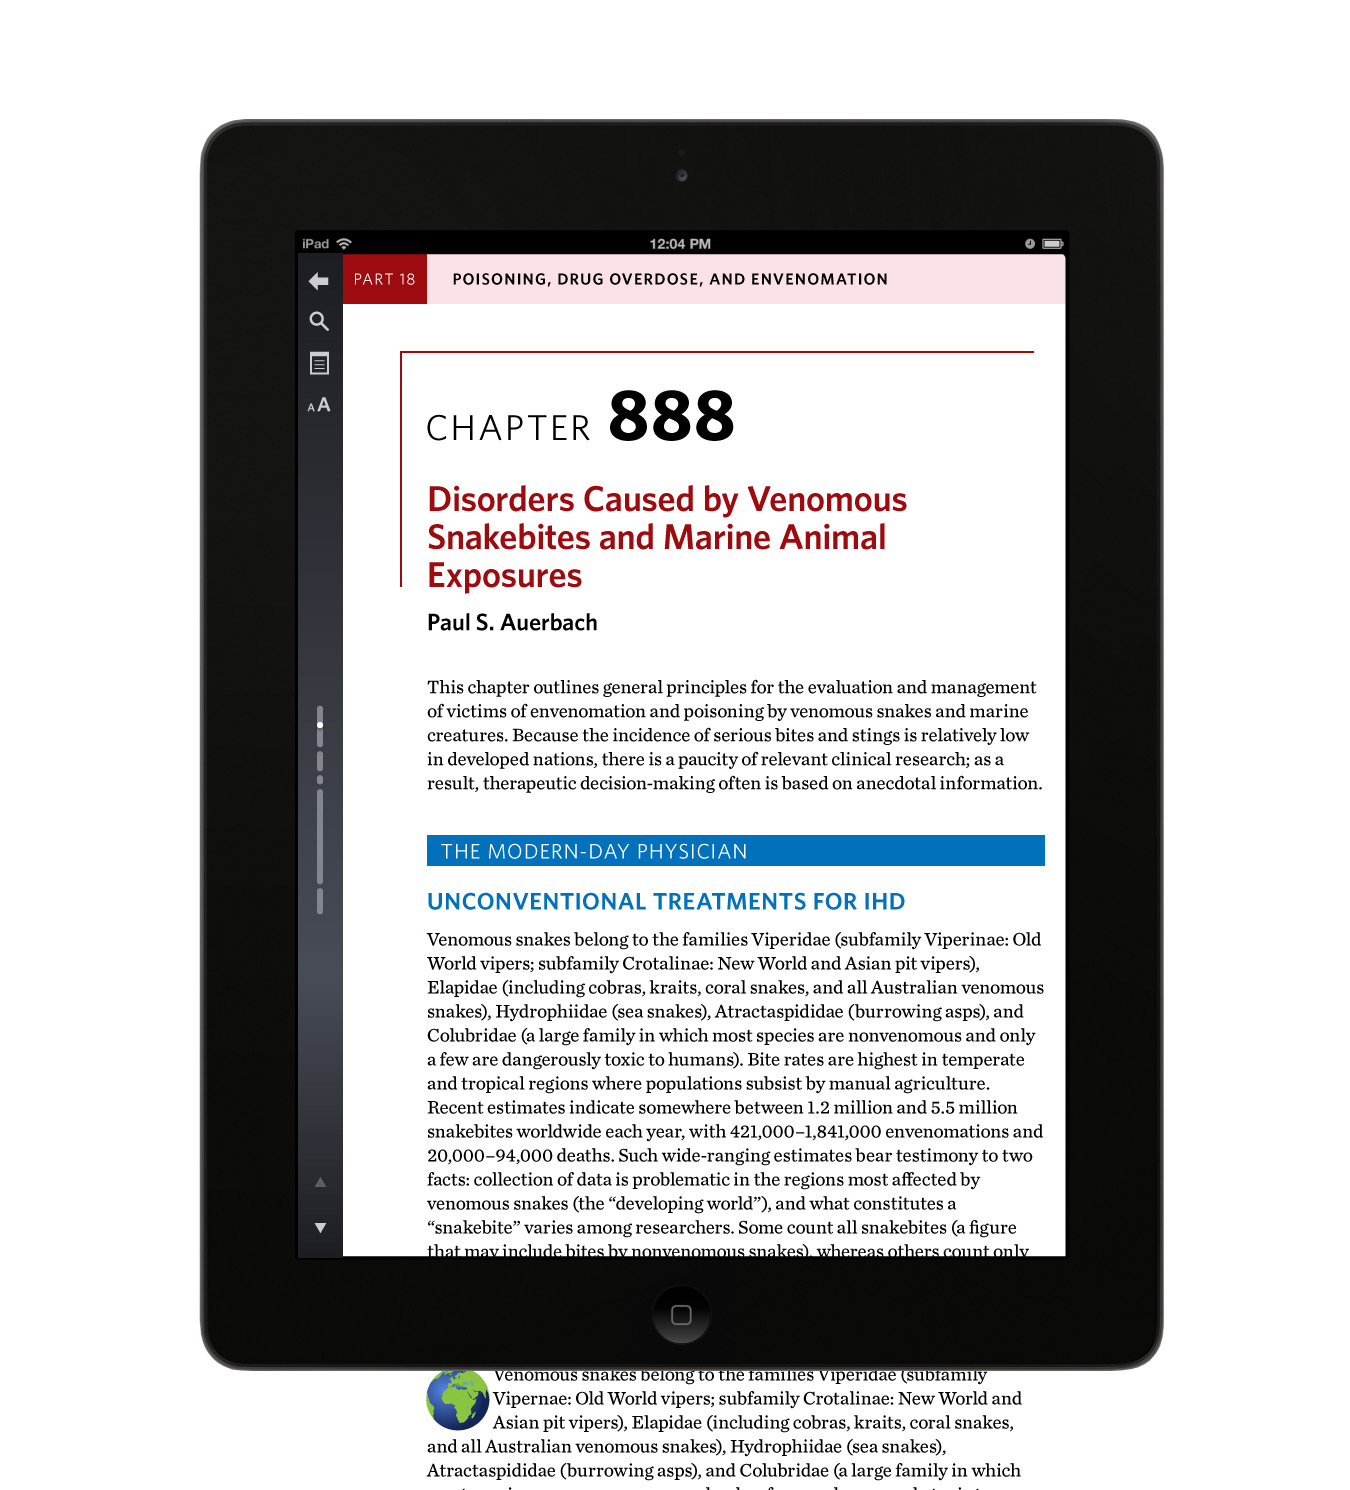 iPad
12:04 PM
PART 18
POISONING, DRUG OVERDOSE, AND ENVENOMATION
AA
CHAPTER 888
Disorders Caused by Venomous
Snakebites and Marine Animal
Exposures
Paul S. Auerbach
This chapter outlines general principles for the evaluation and management
of victims of envenomation and poisoning by venomous snakes and marine
creatures. Because the incidence of serious bites and stings is relatively low
in developed nations, there is a paucity of relevant clinical research; as a
result, therapeutic decision-making often is based on anecdotal information.
THE MODERN-DAY PHYSICIAN
UNCONVENTIONAL TREATMENTS FOR IHD
Venomous snakes belong to the families Viperidae (subfamily Viperinae: Old
World vipers; subfamily Crotalinae: New World and Asian pit vipers),
Elapidae (including cobras, kraits, coral snakes, and all Australian venomous
snakes), Hydrophiidae (sea snakes), Atractaspididae (burrowing asps), and
Colubridae (a large family in which most species are nonvenomous and only
a few are dangerously toxic to humans). Bite rates are highest in temperate
and tropical regions where populations subsist by manual agriculture.
Recent estimates indicate somewhere between 1.2 million and 5.5 million
snakebites worldwide each year, with 421,000–1,841,000 envenomations and
20,000–94,000 deaths. Such wide-ranging estimates bear testimony to two
facts: collection of data is problematic in the regions most affected by
venomous snakes (the “developing world”), and what constitutes a
“snakebite” varies among researchers. Some count all snakebites (a figure
that may include bites by nonvenomous snakes), whereas others count only
Venomous snakes belong to the families Viperidae (subfamily
Vipernae: Old World vipers; subfamily Crotalinae: New World and
Asian pit vipers), Elapidae (including cobras, kraits, coral snakes,
and all Australian venomous snakes), Hydrophiidae (sea snakes),
Atractaspididae (burrowing asps), and Colubridae (a large family in which